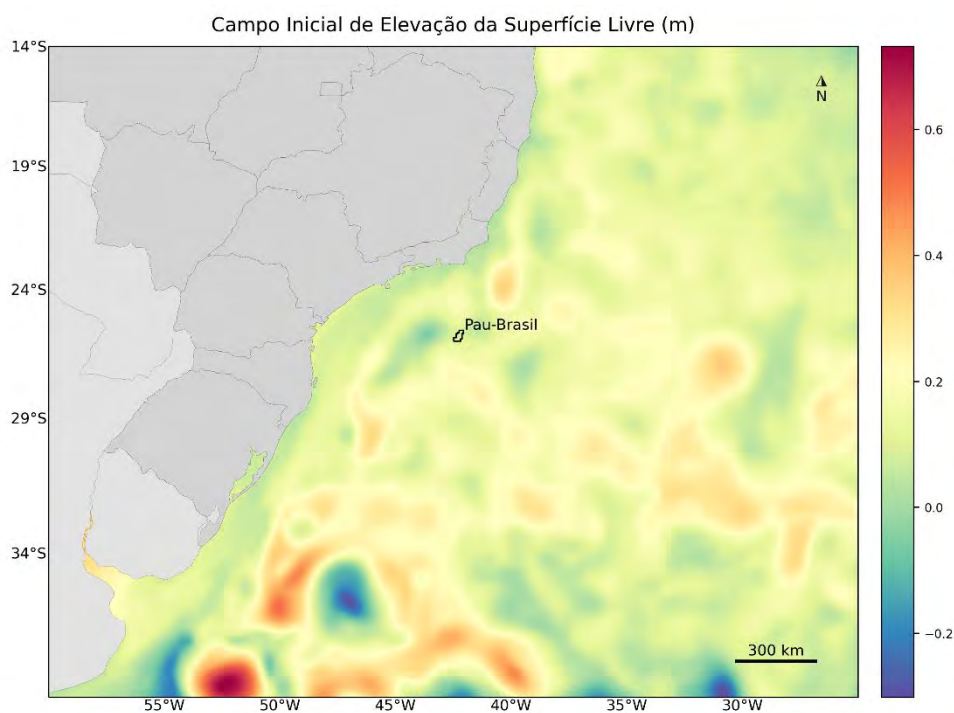 Campo Inicial de Elevação da Superfície Livre (m)
14°S
N
0.6
19°S
0.4
24°S
Pau-Brasil
0.2
29°S
0.0
34°S
−0.2
300 km
55°W 50°W 45°W 40°W 35°W 30°W